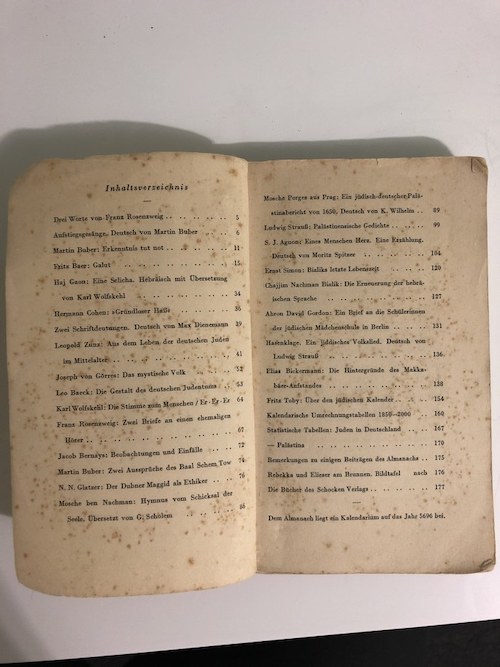 Inhaltsverzeichnis
Drei Worte von Franz Rosenzweig . . . . . . . . 5
Aufstiegsgesänge, Deutsch von Martin Buber . . . 6
Martin Buber: Erkenntnis tut not . . . . . . . . 11
Fritz Baer: Galut . . . . . . . . 15
Haj Gaon: Eine Selicha. Hebräisch mit Übersetzung
von Karl Wolfskehl . . . . . . . . 34
Hermann Cohen: »Grundloser Haß« . . . . . . 36
Zwei Schriftdeutungen. Deutsch von Max Dienemann 39
Leopold Zunz: Aus dem Leben der deutschen Juden
im Mittelalter . . . . . . . . 41
Joseph von Görres: Das mystische Volk . . . . 52
Leo Baeck: Die Gestalt des deutschen Judentums . . 53
Karl Wolfskehl: Die Stimme zum Menschen / Er-Er-Er 64
Franz Rosenzweig: Zwei Briefe an einen ehemaligen
Hörer . . . . . . . . 67
Jacob Bernays: Beobachtungen und Einfälle . . . . 72
Martin Buber: Zwei Aussprüche des Baal Schem Tow 74
N. N. Glatzer: Der Dubner Maggid als Ethiker . . 76
Mosche ben Nachman: Hymnus vom Schicksal der
Seele. Übersetzt von G. Scholem . . . . . . 86
Mosche Porges aus Prag: Ein jüdisch-deutscher Palä-
stinabericht von 1650. Deutsch von K. Wilhelm . . 89
Ludwig Strauß: Palästinensische Gedichte . . . . 99
S. J. Agnon: Eines Menschen Herz. Eine Erzählung.
Deutsch von Moritz Spitzer . . . . . . 104
Ernst Simon: Bialiks letzte Lebenszeit . . . . . . 120
Chajjim Nachman Bialik: Die Erneuerung der hebrä-
ischen Sprache . . . . . . . . 127
Ahron David Gordon: Ein Brief an die Schülerinnen
der jüdischen Mädchenschule in Berlin . . . . 131
Hasenklage. Ein jiddisches Volkslied. Deutsch von
Ludwig Strauß . . . . . . . . 136
Elias Bickermann: Die Hintergründe des Makka-
bäer-Aufstandes . . . . . . . . 138
Fritz Toby: Über den jüdischen Kalender . . . . 154
Kalendarische Umrechnungstabellen 1850–2000 . . 160
Statistische Tabellen: Juden in Deutschland . . . . 167
— Palästina . . . . . . . . 170
Bemerkungen zu einigen Beiträgen des Almanachs . . 175
Rebekka und Elieser am Brunnen. Bildtafel nach 176
Die Bücher des Schocken Verlags . . . . . . . . 177
Dem Almanach liegt ein Kalendarium auf das Jahr 5696 bei.